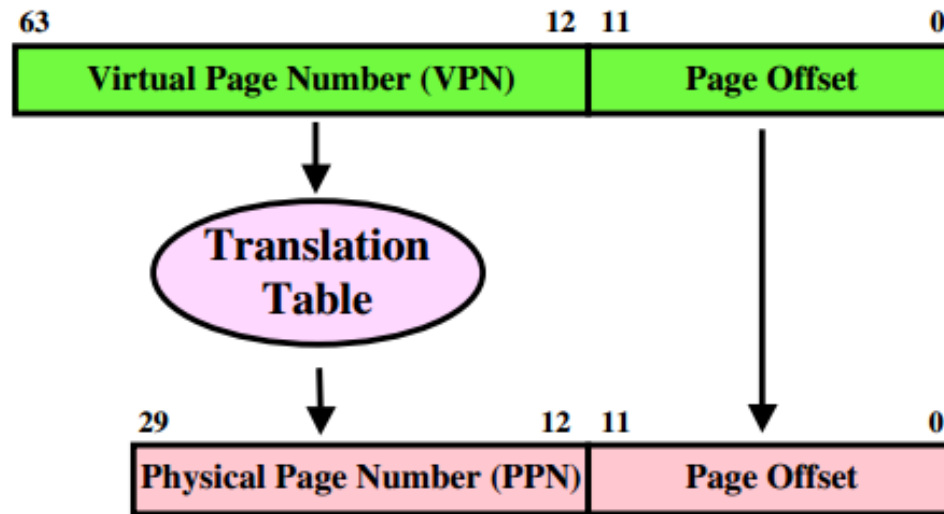 63 12 11 0
Virtual Page Number (VPN) Page Offset
Translation
Table
29 12 11 0
Physical Page Number (PPN) Page Offset